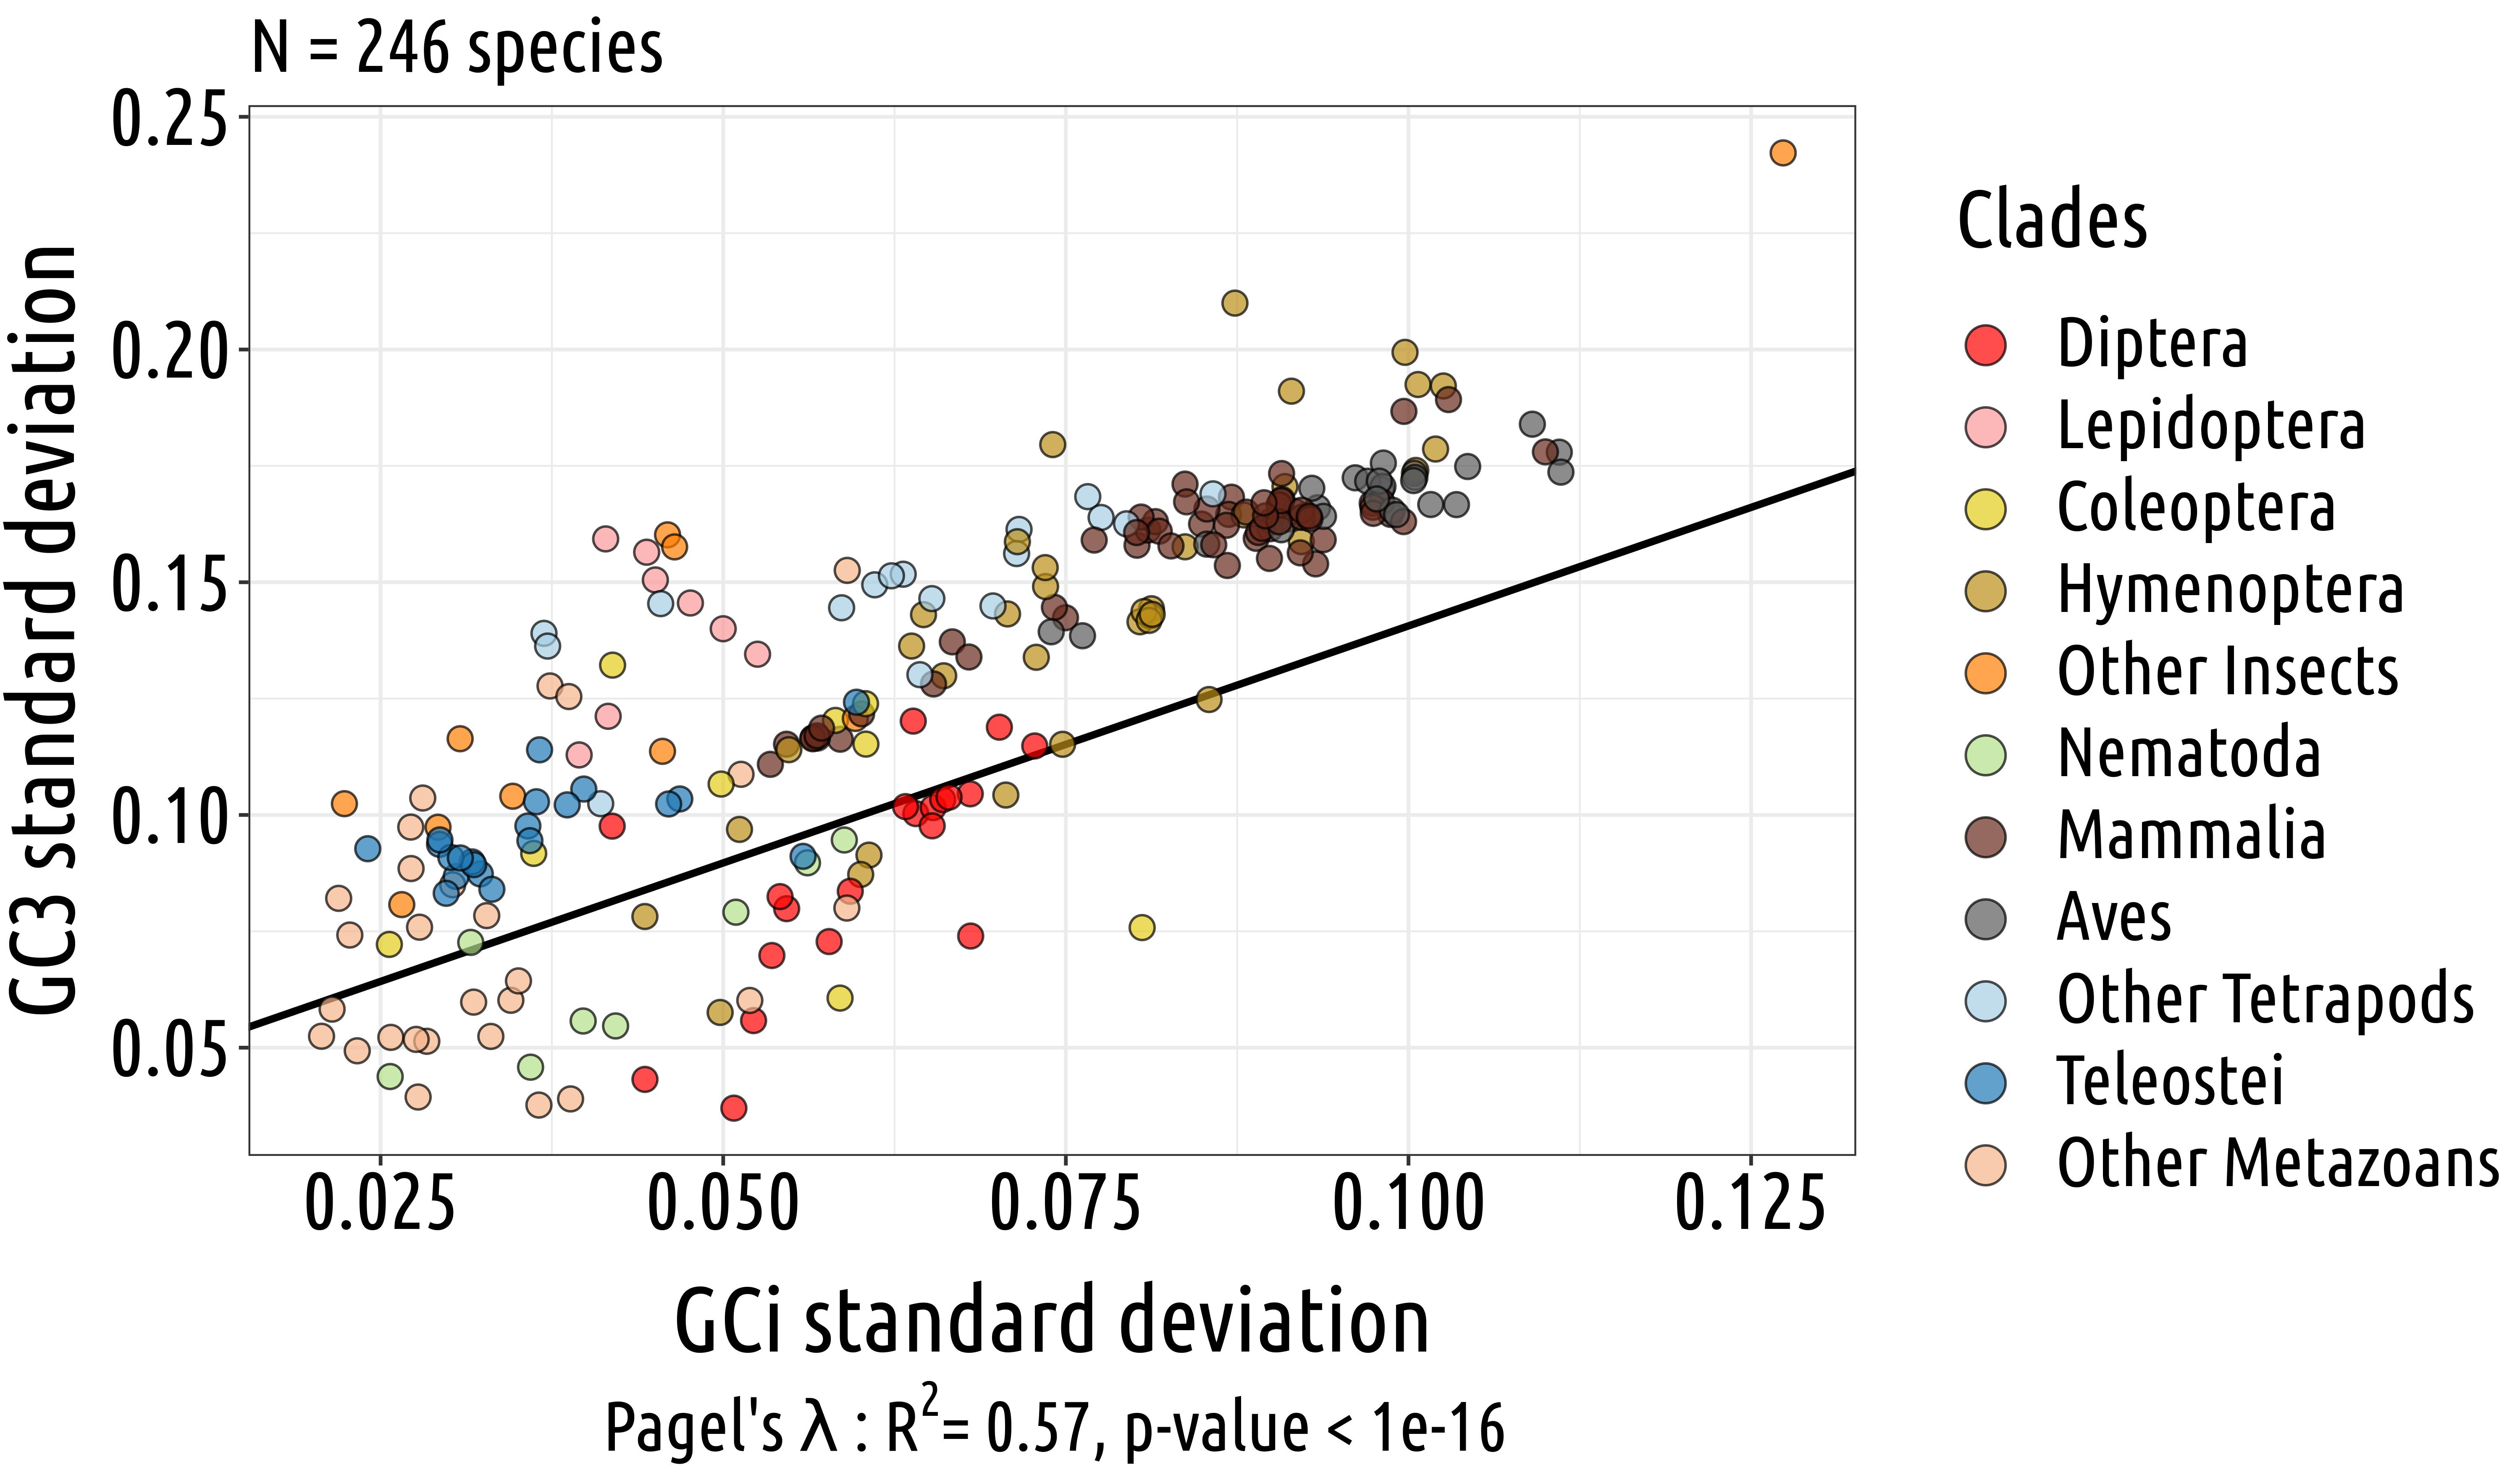 N = 246 species
0.25
0.20
0.15
0.10
0.05
GC3 standard deviation
0.025 0.050 0.075 0.100 0.125
GCi standard deviation
Pagel's λ : R²= 0.57, p-value < 1e-16
Clades
Diptera
Lepidoptera
Coleoptera
Hymenoptera
Other Insects
Nematoda
Mammalia
Aves
Other Tetrapods
Teleostei
Other Metazoans